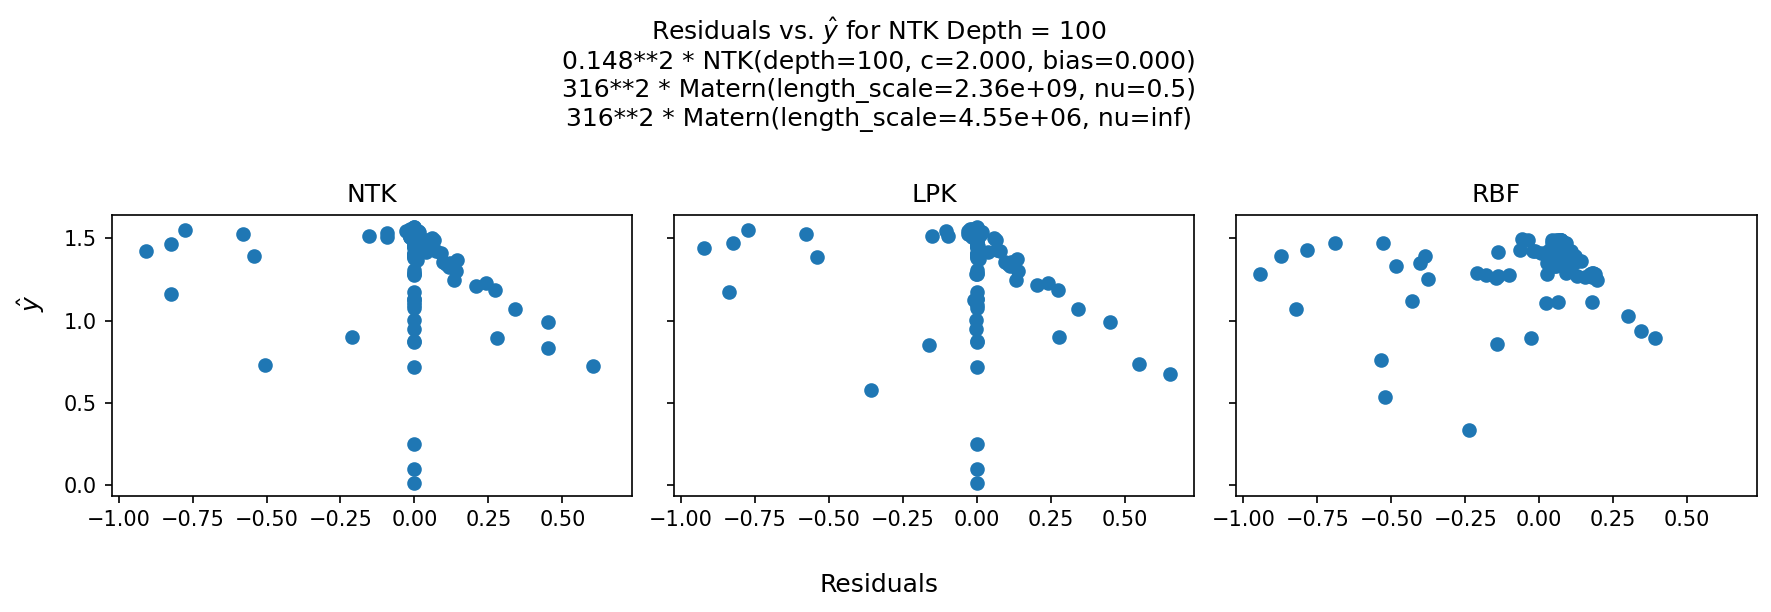 Residuals vs. ŷ for NTK Depth = 100
0.148**2 * NTK(depth=100, c=2.000, bias=0.000)
316**2 * Matern(length_scale=2.36e+09, nu=0.5)
316**2 * Matern(length_scale=4.55e+06, nu=inf)
NTK LPK RBF
1.5
1.0
0.5
0.0
ŷ
−1.00 −0.75 −0.50 −0.25 0.00 0.25 0.50
−1.00 −0.75 −0.50 −0.25 0.00 0.25 0.50
−1.00 −0.75 −0.50 −0.25 0.00 0.25 0.50
Residuals